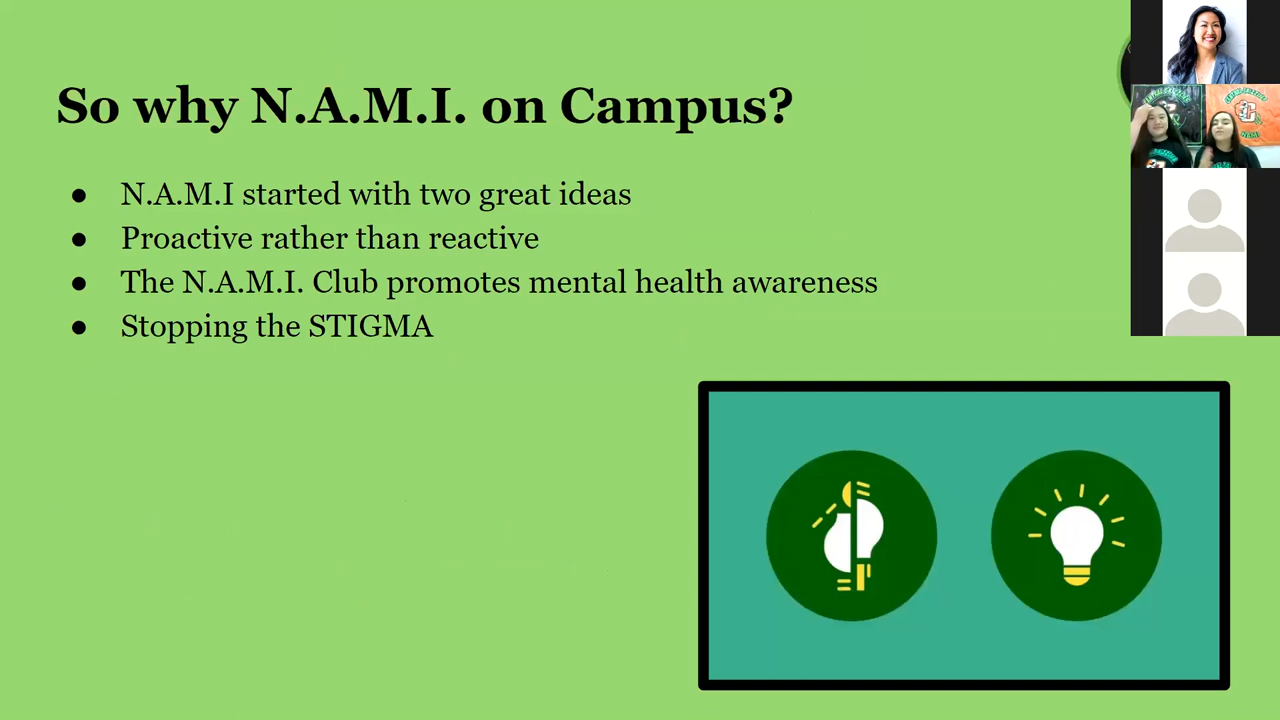 So why N.A.M.I. on Campus?
● N.A.M.I started with two great ideas
● Proactive rather than reactive
● The N.A.M.I. Club promotes mental health awareness
● Stopping the STIGMA
NAMI